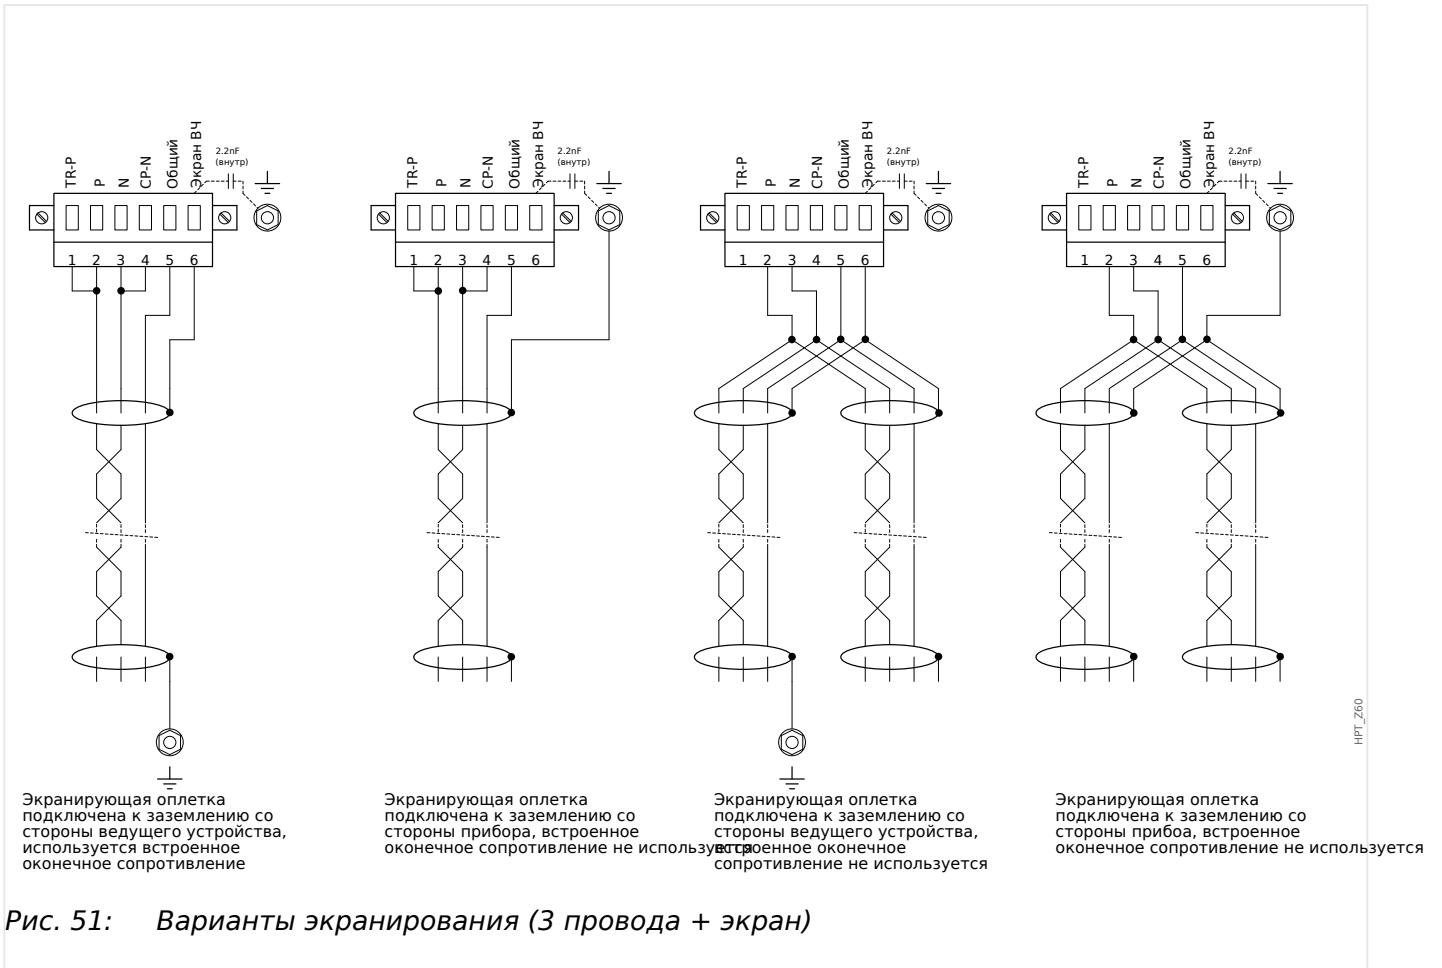 TR-P
P
N
CP-N
Общий
Экран ВЧ
2.2nF
(внутр)
1 2 3 4 5 6
TR-P
P
N
CP-N
Общий
Экран ВЧ
2.2nF
(внутр)
1 2 3 4 5 6
TR-P
P
N
CP-N
Общий
Экран ВЧ
2.2nF
(внутр)
1 2 3 4 5 6
TR-P
P
N
CP-N
Общий
Экран ВЧ
2.2nF
(внутр)
1 2 3 4 5 6
HPT_Z60
Экранирующая оплетка
подключена к заземлению со
стороны ведущего устройства,
используется встроенное
оконечное сопротивление
Экранирующая оплетка
подключена к заземлению со
стороны прибора, встроенное
оконечное сопротивление не используется
Экранирующая оплетка
подключена к заземлению со
стороны ведущего устройства,
встроенное оконечное
сопротивление не используется
Экранирующая оплетка
подключена к заземлению со
стороны прибоа, встроенное
оконечное сопротивление не используется
Рис. 51: Варианты экранирования (3 провода + экран)